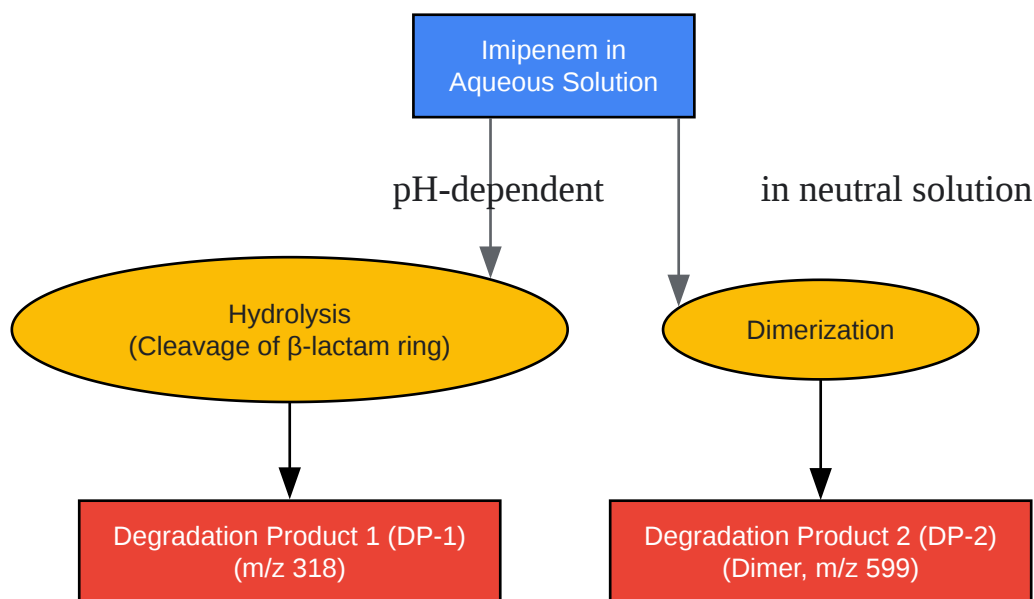 Imipenem in
Aqueous Solution
pH-dependent
in neutral solution
Hydrolysis
(Cleavage of β-lactam ring)
Dimerization
Degradation Product 1 (DP-1)
(m/z 318)
Degradation Product 2 (DP-2)
(Dimer, m/z 599)